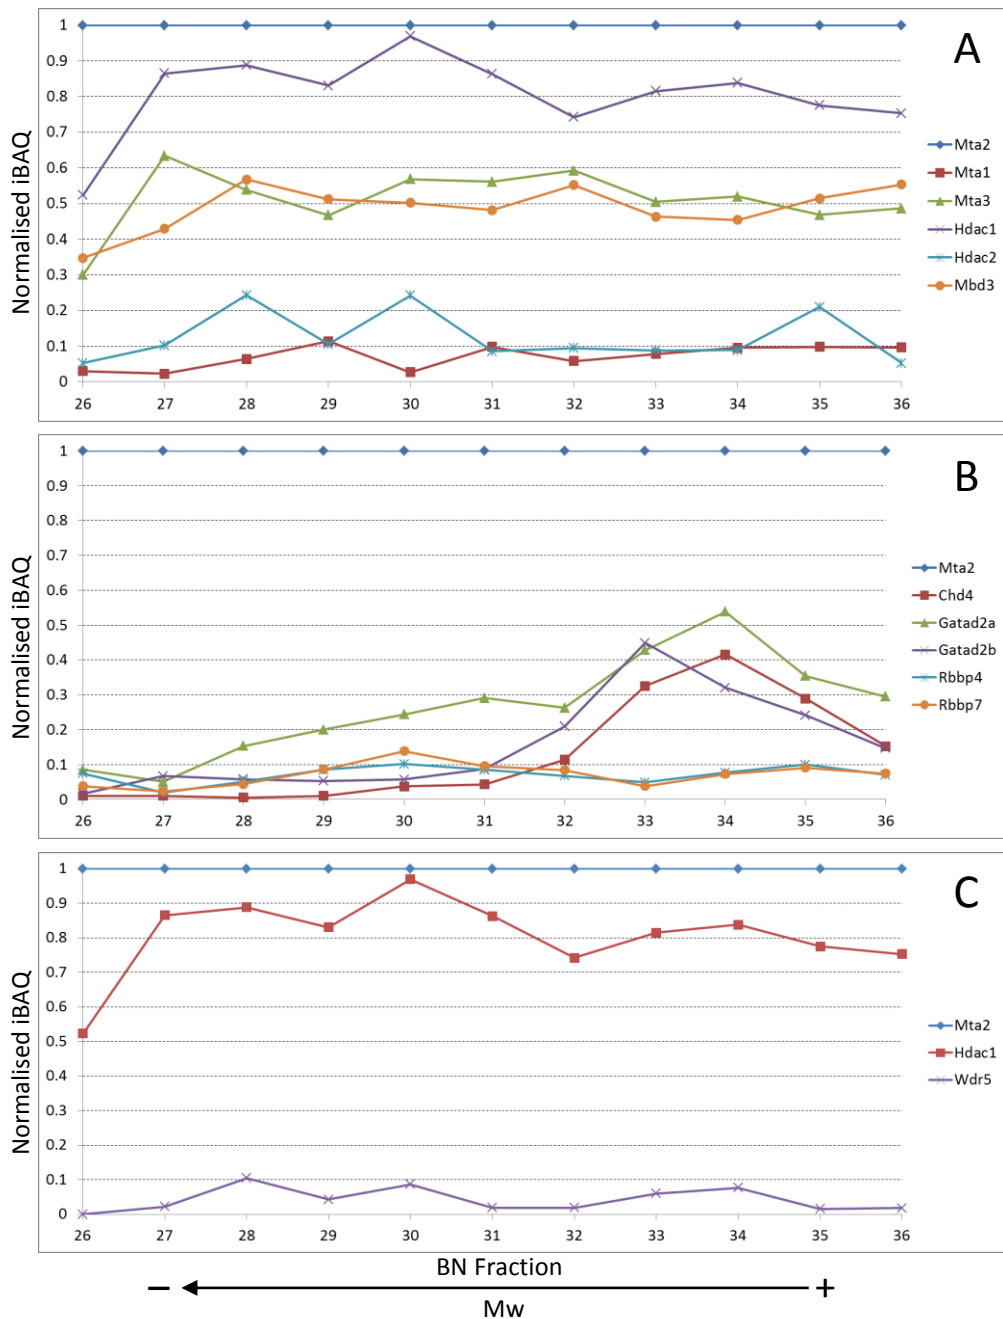 A
Normalised iBAQ
1
0.9
0.8
0.7
0.6
0.5
0.4
0.3
0.2
0.1
0
26 27 28 29 30 31 32 33 34 35 36
Mta2
Mta1
Mta3
Hdac1
Hdac2
Mbd3
B
Normalised iBAQ
1
0.9
0.8
0.7
0.6
0.5
0.4
0.3
0.2
0.1
0
26 27 28 29 30 31 32 33 34 35 36
Mta2
Chd4
Gatad2a
Gatad2b
Rbbp4
Rbbp7
C
Normalised iBAQ
1
0.9
0.8
0.7
0.6
0.5
0.4
0.3
0.2
0.1
0
26 27 28 29 30 31 32 33 34 35 36
Mta2
Hdac1
Wdr5
BN Fraction
− +
Mw